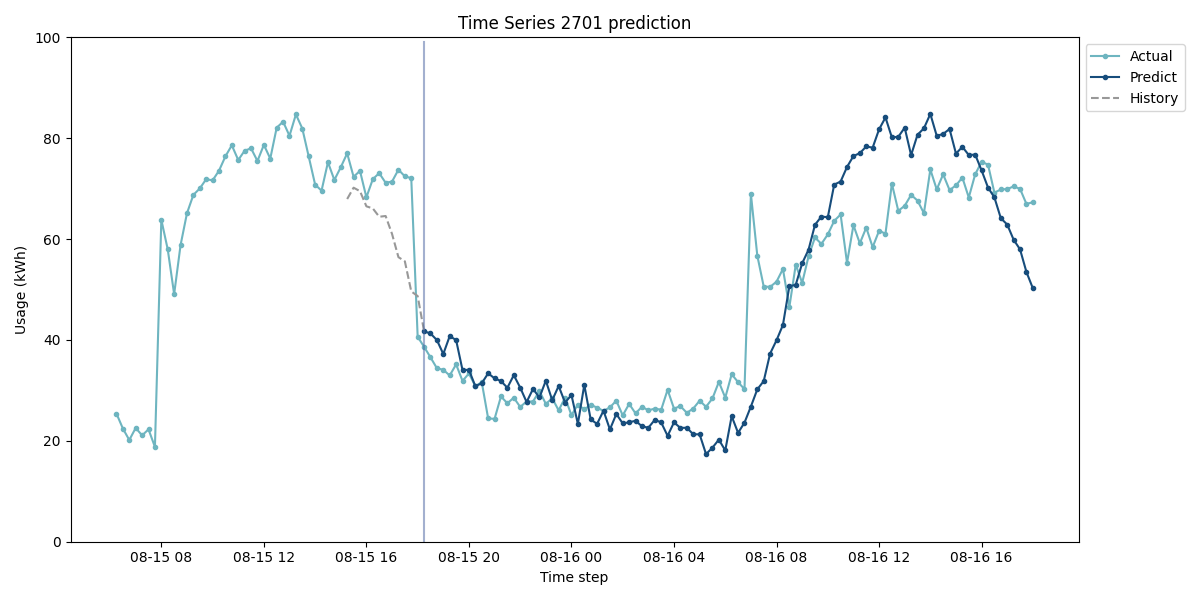 Time Series 2701 prediction
100
80
60
40
20
0
Usage (kWh)
08-15 08
08-15 12
08-15 16
08-15 20
08-16 00
08-16 04
08-16 08
08-16 12
08-16 16
Time step
Actual
Predict
History